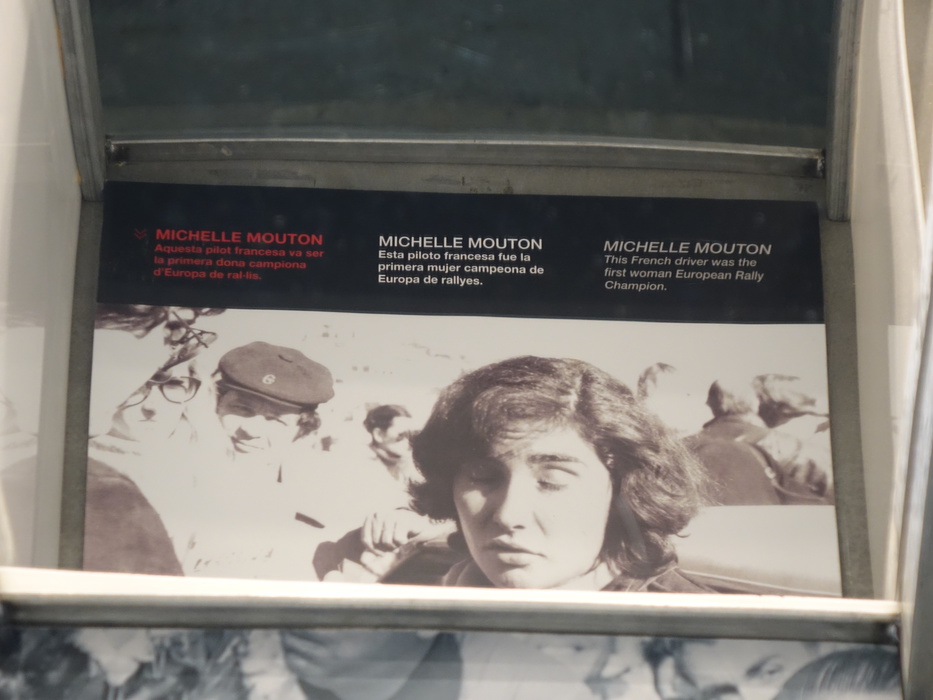 MICHELLE MOUTON
Aquesta pilot francesa va ser
la primera dona campiona
d'Europa de ral·lis.
MICHELLE MOUTON
Esta piloto francesa fue la
primera mujer campeona de
Europa de rallyes.
MICHELLE MOUTON
This French driver was the
first woman European Rally
Champion.